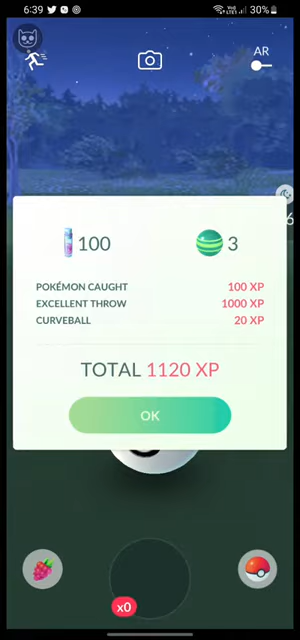 6:39
30%
AR
6
100
3
POKÉMON CAUGHT 100 XP
EXCELLENT THROW 1000 XP
CURVEBALL 20 XP
TOTAL 1120 XP
OK
x0